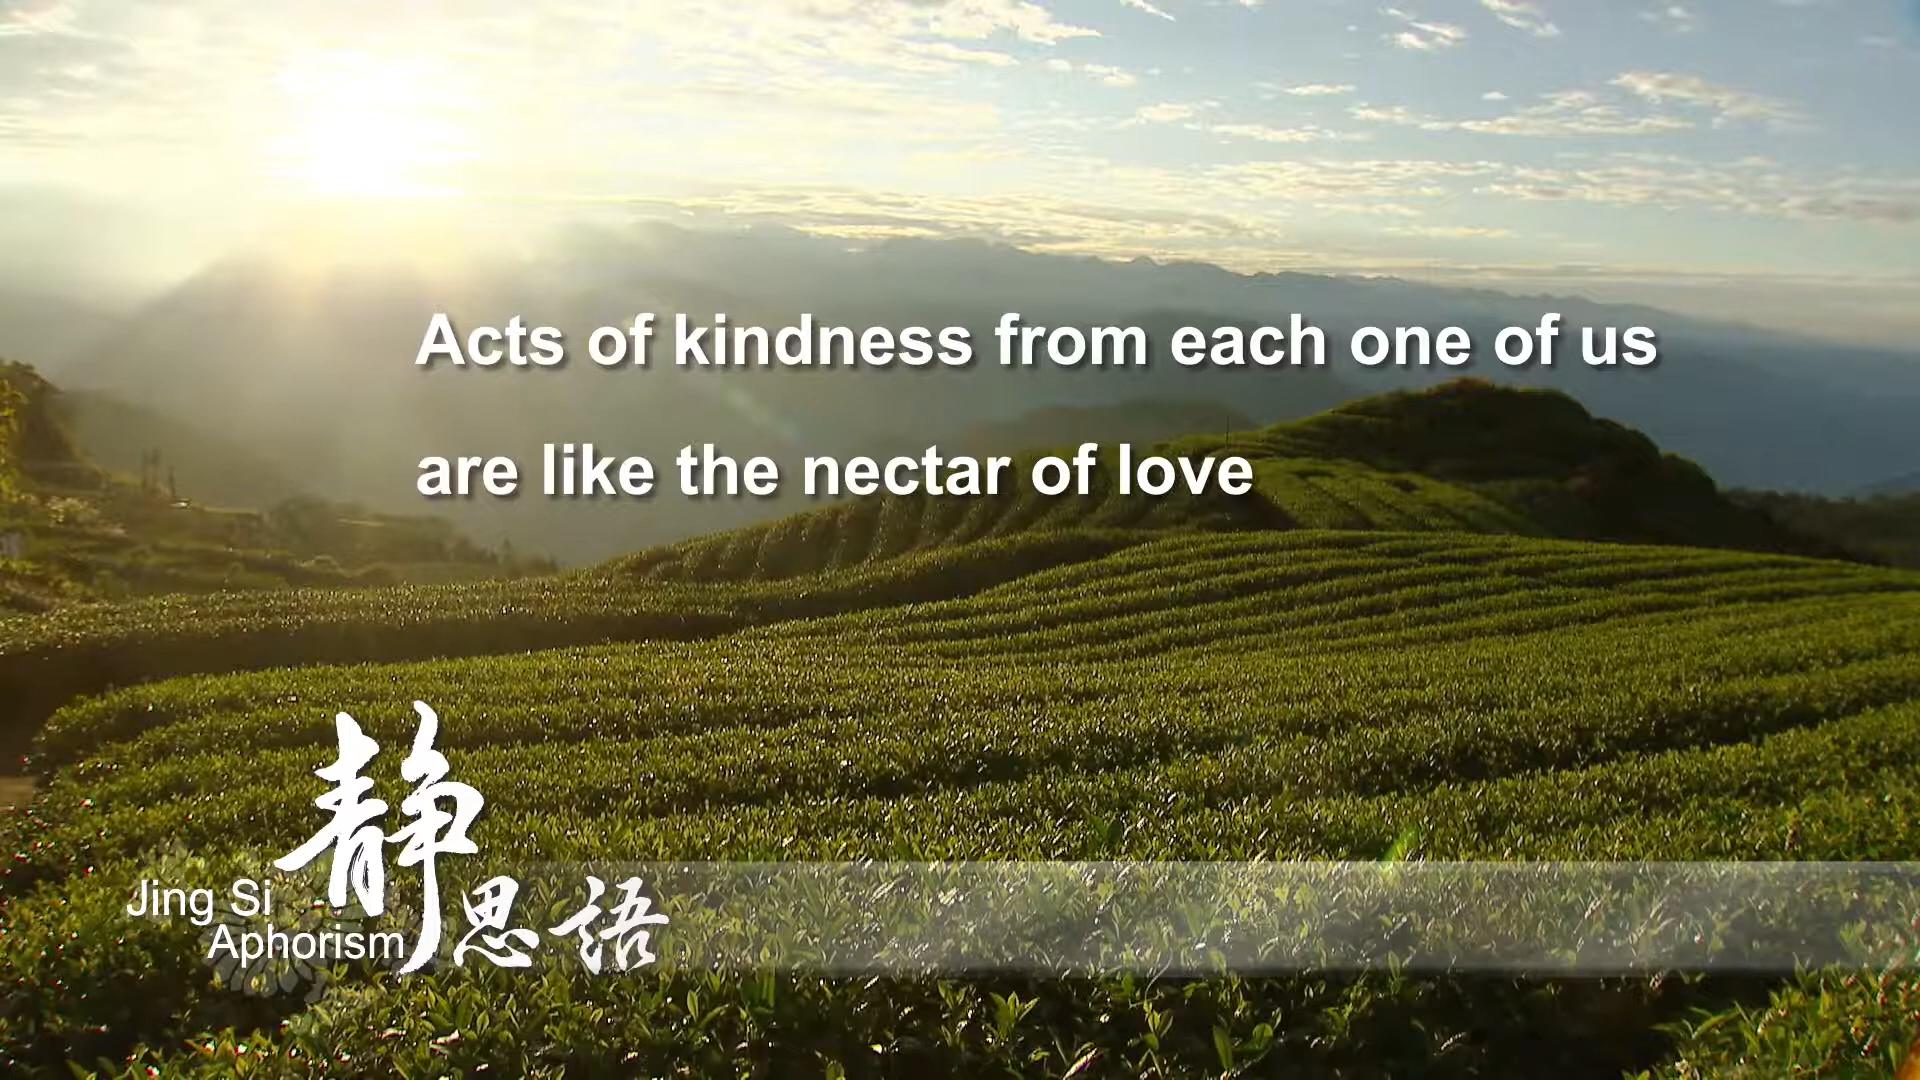 Acts of kindness from each one of us
are like the nectar of love
靜思語
Jing Si
Aphorism